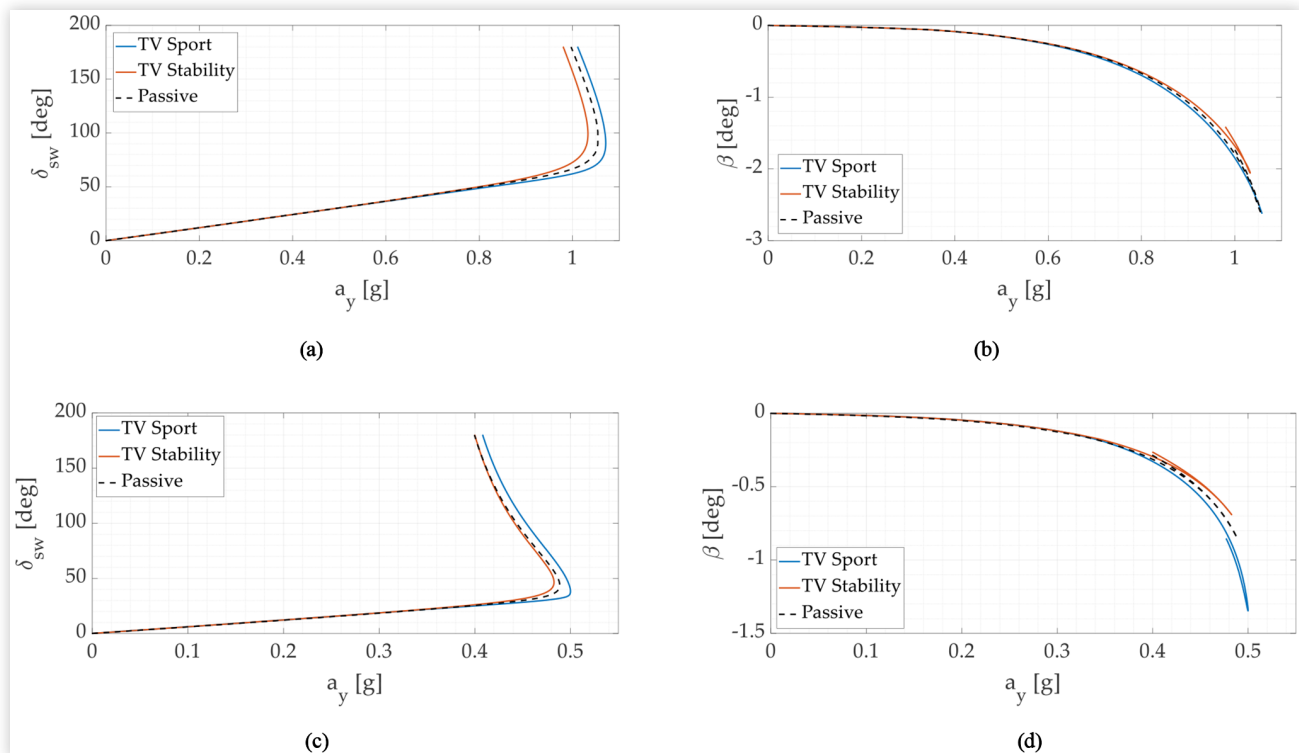 200
150
100
50
0
δsw [deg]
TV Sport
TV Stability
Passive
0 0.2 0.4 0.6 0.8 1
ay [g]
(a)
0
-1
-2
-3
β [deg]
TV Sport
TV Stability
Passive
0 0.2 0.4 0.6 0.8 1
ay [g]
(b)
200
150
100
50
0
δsw [deg]
TV Sport
TV Stability
Passive
0 0.1 0.2 0.3 0.4 0.5
ay [g]
(c)
0
-0.5
-1
-1.5
β [deg]
TV Sport
TV Stability
Passive
0 0.1 0.2 0.3 0.4 0.5
ay [g]
(d)